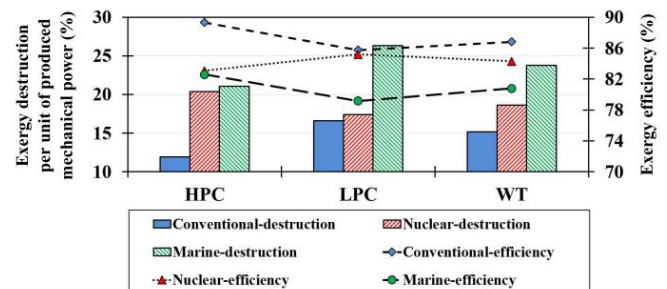 Exergy destruction
per unit of produced
mechanical power (%)
30
25
20
15
10
90
86
82
78
74
70
Exergy efficiency (%)
HPC LPC WT
Conventional-destruction Nuclear-destruction
Marine-destruction Conventional-efficiency
Nuclear-efficiency Marine-efficiency